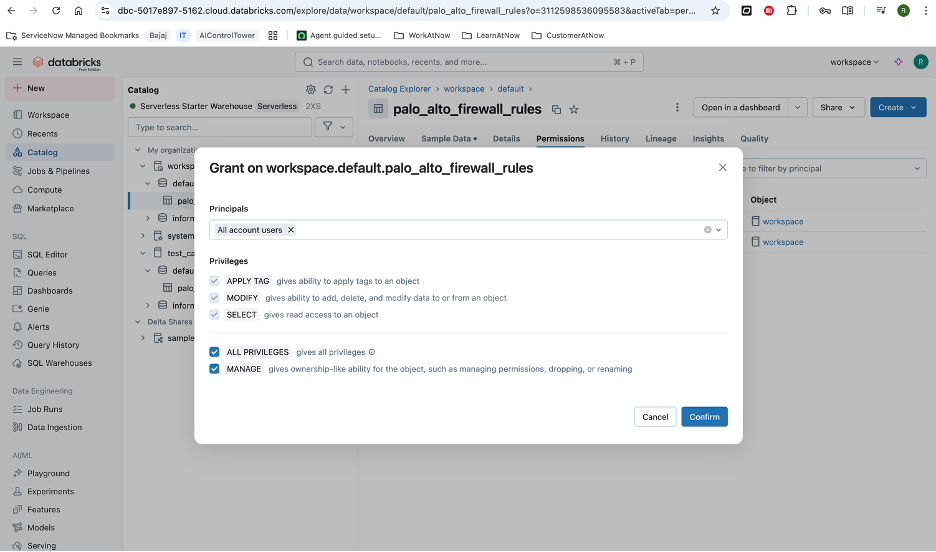 dbc-5017e897-5162.cloud.databricks.com/explore/data/workspace/default/palo_alto_firewall_rules?o=3112598536095583&activeTab=per...
R
ServiceNow Managed Bookmarks
Bajaj
IT
AIControlTower
Agent guided setu...
WorkAtNow
LearnAtNow
CustomerAtNow
databricks
Free Edition
Search data, notebooks, recents, and more...
⌘ + P
workspace
R
New
Workspace
Recents
Catalog
Jobs & Pipelines
Compute
Marketplace
SQL
SQL Editor
Queries
Dashboards
Genie
Alerts
Query History
SQL Warehouses
Data Engineering
Job Runs
Data Ingestion
AI/ML
Playground
Experiments
Features
Models
Serving
Catalog
Serverless Starter Warehouse Serverless 2XS
Type to search...
My organizatio
worksp
defau
palo_
inform
system
test_ca
defau
palo_
inform
Delta Shares
sample
Catalog Explorer > workspace > default >
palo_alto_firewall_rules
Open in a dashboard
Share
Create
Overview
Sample Data
Details
Permissions
History
Lineage
Insights
Quality
e to filter by principal
Object
workspace
workspace
Grant on workspace.default.palo_alto_firewall_rules
Principals
All account users
Privileges
APPLY TAG gives ability to apply tags to an object
MODIFY gives ability to add, delete, and modify data to or from an object
SELECT gives read access to an object
ALL PRIVILEGES gives all privileges
MANAGE gives ownership-like ability for the object, such as managing permissions, dropping, or renaming
Cancel
Confirm